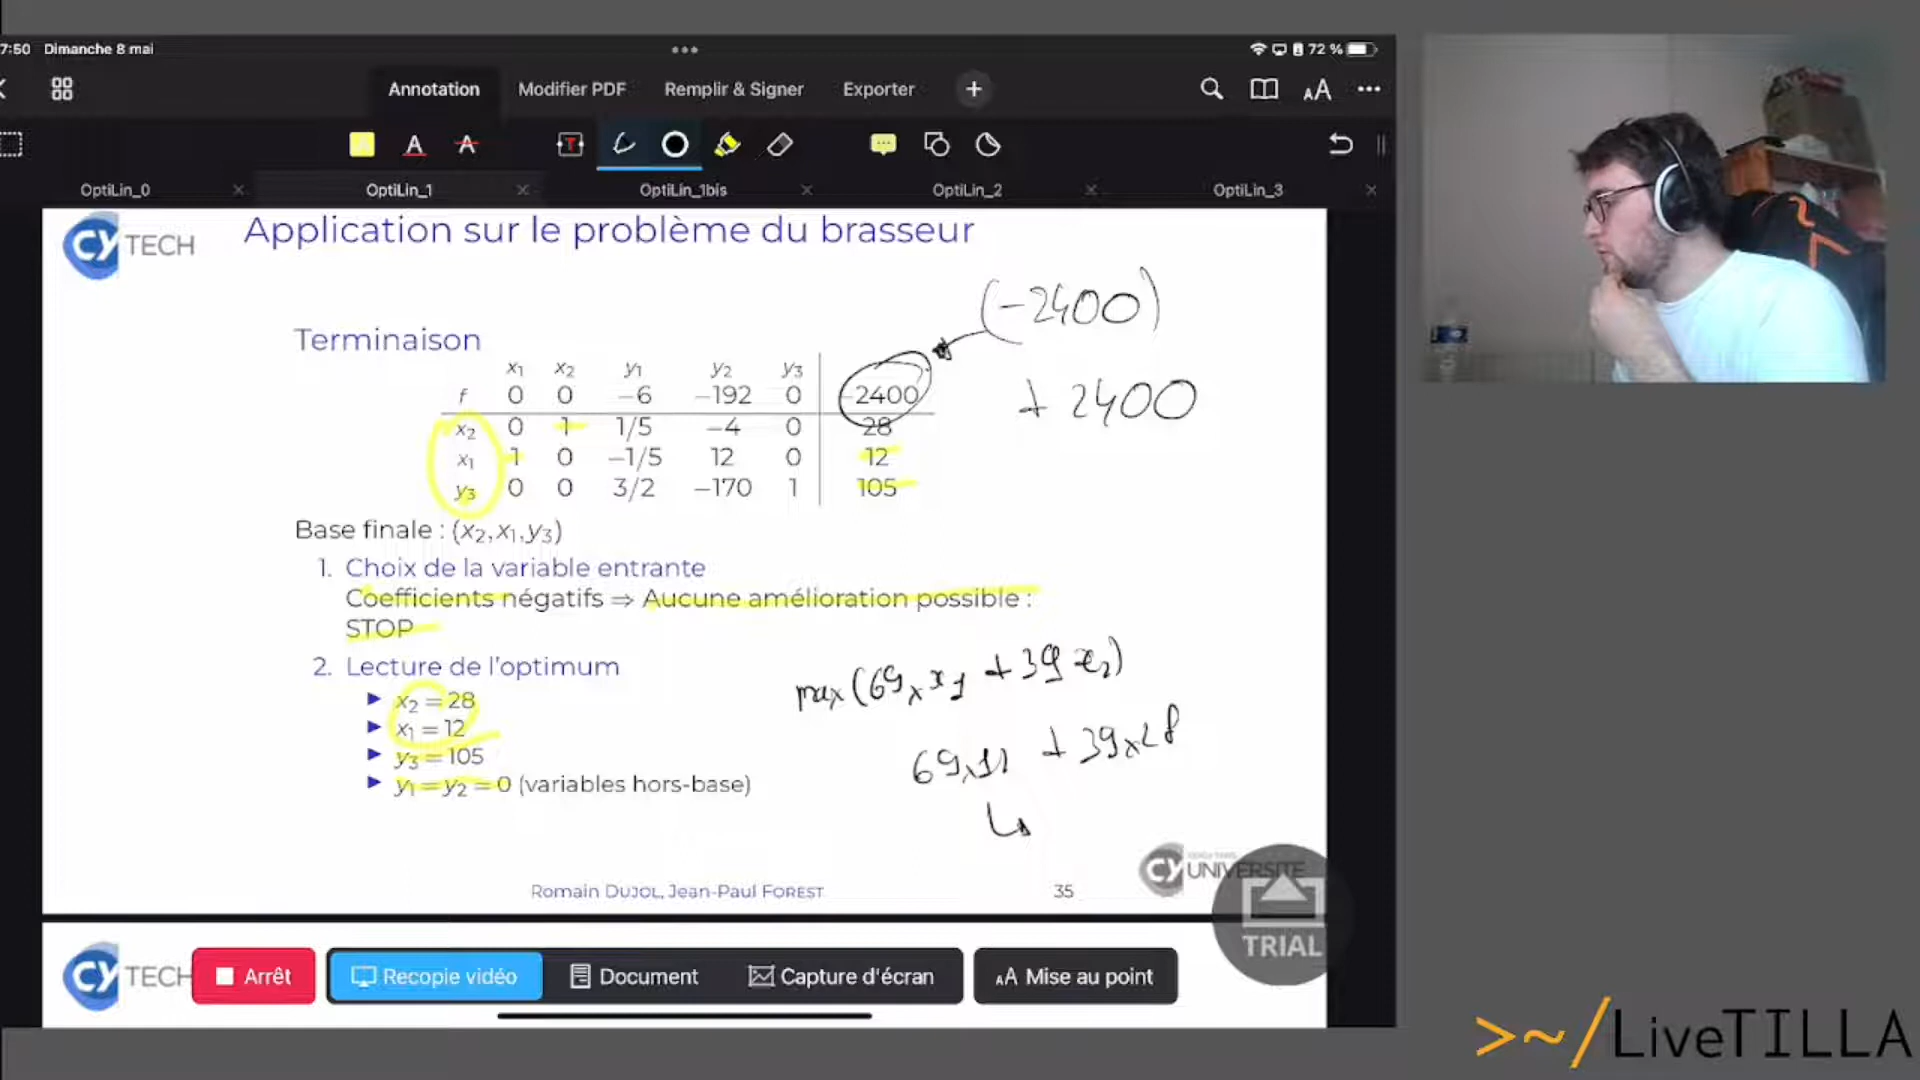 7:50 Dimanche 8 mai
72 %
Annotation Modifier PDF Remplir & Signer Exporter +
AA
A A A T
OptiLin_0 × OptiLin_1 × OptiLin_1bis × OptiLin_2 × OptiLin_3 ×
CY TECH
Application sur le problème du brasseur
(-2400)
+ 2400
Terminaison
x1 x2 y1 y2 y3
f 0 0 −6 −192 0 −2400
x2 0 1 1/5 −4 0 28
x1 1 0 −1/5 12 0 12
y3 0 0 3/2 −170 1 105
Base finale : (x2,x1,y3)
1. Choix de la variable entrante
Coefficients négatifs ⇒ Aucune amélioration possible :
STOP
2. Lecture de l'optimum
► x2 = 28
► x1 = 12
► y3 = 105
► y1 = y2 = 0 (variables hors-base)
max(69 x x1 + 39 x2)
69x12 + 39x28
Romain DUJOL, Jean-Paul FOREST
35
CY UNIVERSITÉ
TRIAL
CY TECH
Arrêt Recopie vidéo Document Capture d'écran AA Mise au point
>~/LiveTILLA